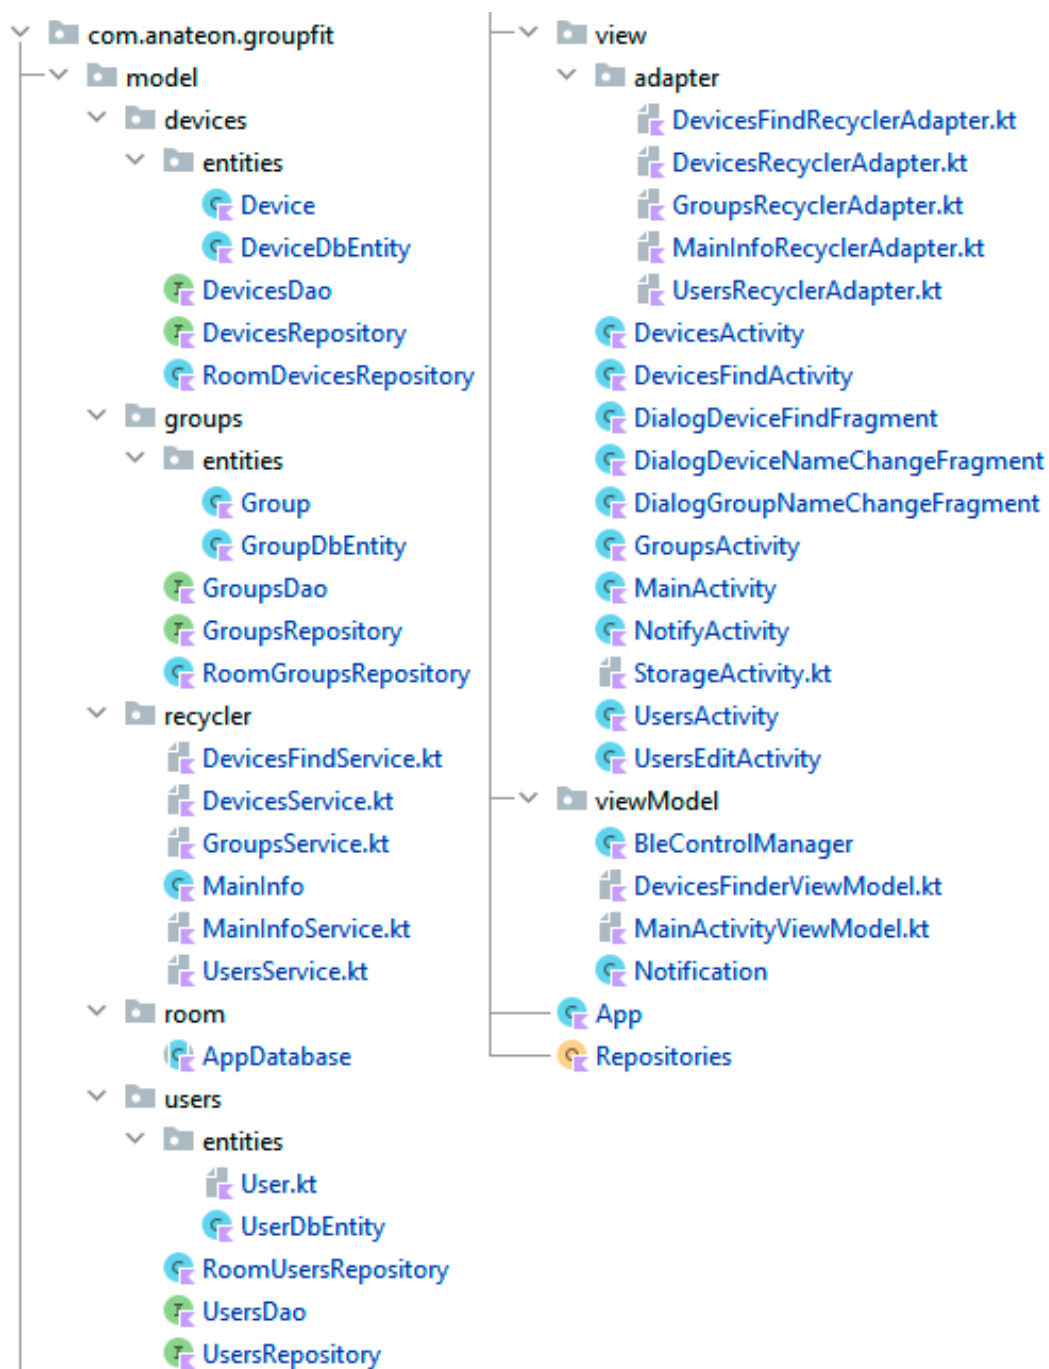 com.anateon.groupfit
model
devices
entities
Device
DeviceDbEntity
DevicesDao
DevicesRepository
RoomDevicesRepository
groups
entities
Group
GroupDbEntity
GroupsDao
GroupsRepository
RoomGroupsRepository
recycler
DevicesFindService.kt
DevicesService.kt
GroupsService.kt
MainInfo
MainInfoService.kt
UsersService.kt
room
AppDatabase
users
entities
User.kt
UserDbEntity
RoomUsersRepository
UsersDao
UsersRepository
view
adapter
DevicesFindRecyclerAdapter.kt
DevicesRecyclerAdapter.kt
GroupsRecyclerAdapter.kt
MainInfoRecyclerAdapter.kt
UsersRecyclerAdapter.kt
DevicesActivity
DevicesFindActivity
DialogDeviceFindFragment
DialogDeviceNameChangeFragment
DialogGroupNameChangeFragment
GroupsActivity
MainActivity
NotifyActivity
StorageActivity.kt
UsersActivity
UsersEditActivity
viewModel
BleControlManager
DevicesFinderViewModel.kt
MainActivityViewModel.kt
Notification
App
Repositories